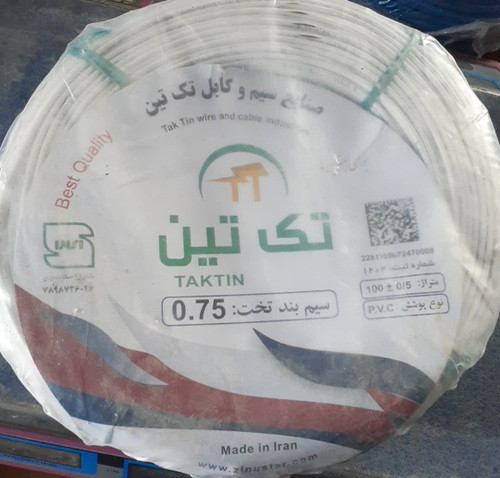 صنایع سیم و کابل تک تین
Tak Tin wire and cable industries
Best Quality
تک تین
TAKTIN
سیم بند تخت: 0.75
متراژ: 100 ± 0/5
نوع پوشش: P.V.C
Made in Iran
www.zinustar.com